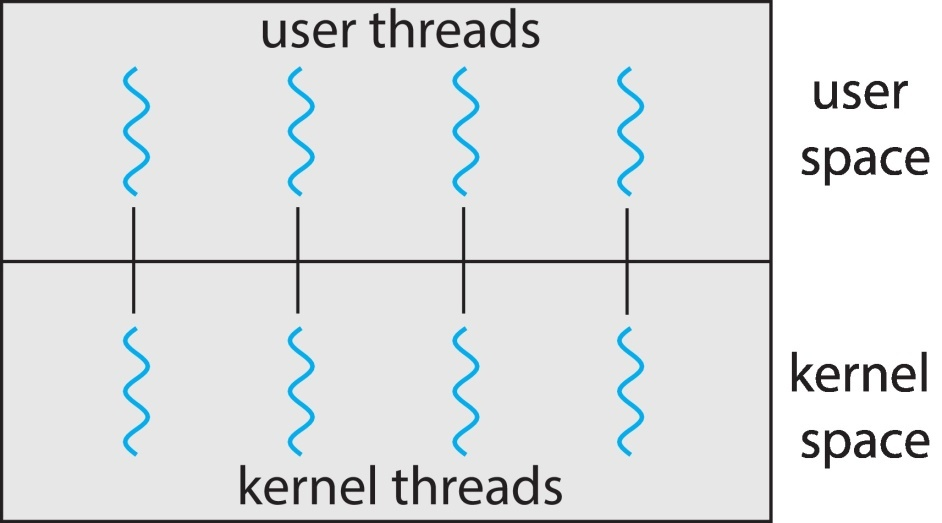 user threads
user
space
kernel
space
kernel threads